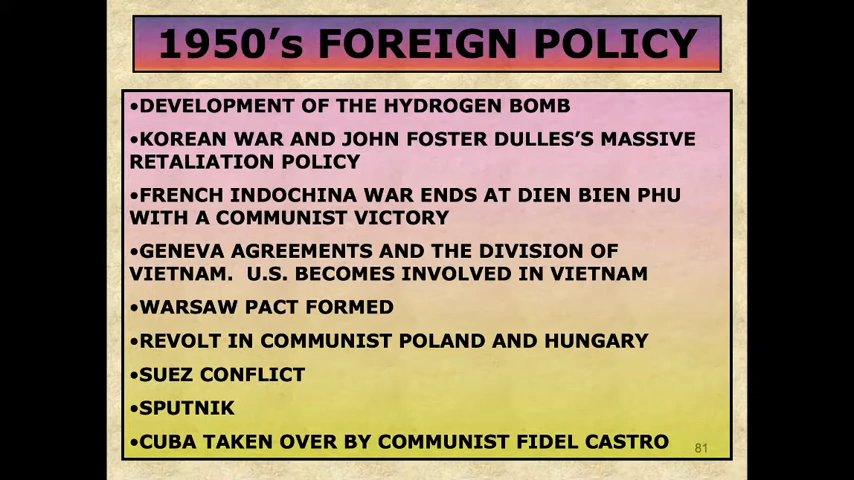 1950's FOREIGN POLICY
•DEVELOPMENT OF THE HYDROGEN BOMB
•KOREAN WAR AND JOHN FOSTER DULLES'S MASSIVE
RETALIATION POLICY
•FRENCH INDOCHINA WAR ENDS AT DIEN BIEN PHU
WITH A COMMUNIST VICTORY
•GENEVA AGREEMENTS AND THE DIVISION OF
VIETNAM.  U.S. BECOMES INVOLVED IN VIETNAM
•WARSAW PACT FORMED
•REVOLT IN COMMUNIST POLAND AND HUNGARY
•SUEZ CONFLICT
•SPUTNIK
•CUBA TAKEN OVER BY COMMUNIST FIDEL CASTRO
81